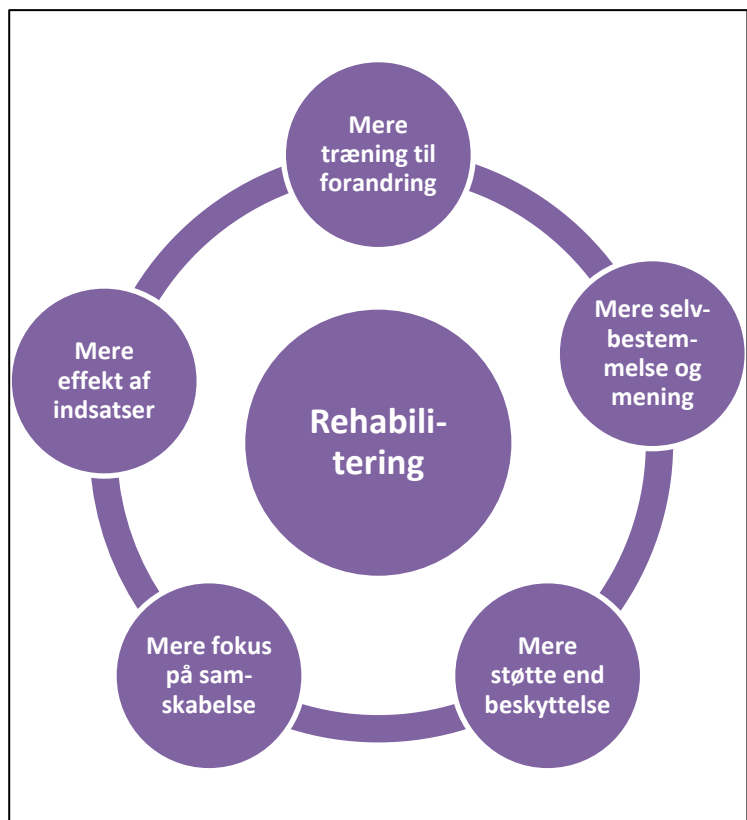 Mere
træning til
forandring
Mere selv-
bestem-
melse og
mening
Mere
støtte end
beskyttelse
Mere fokus
på sam-
skabelse
Mere
effekt af
indsatser
Rehabili-
tering